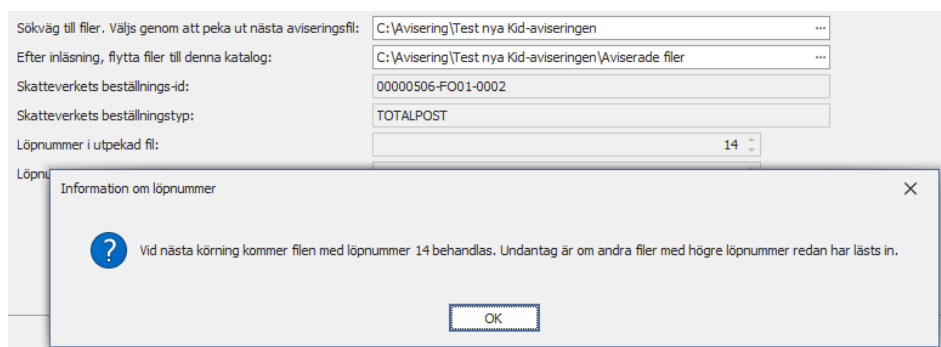 Sökväg till filer. Väljs genom att peka ut nästa aviseringsfil: C:\Avisering\Test nya Kid-aviseringen ...
Efter inläsning, flytta filer till denna katalog: C:\Avisering\Test nya Kid-aviseringen\Aviserade filer ...
Skatteverkets beställnings-id: 00000506-FO01-0002
Skatteverkets beställningstyp: TOTALPOST
Löpnummer i utpekad fil: 14
Information om löpnummer
Vid nästa körning kommer filen med löpnummer 14 behandlas. Undantag är om andra filer med högre löpnummer redan har lästs in.
OK